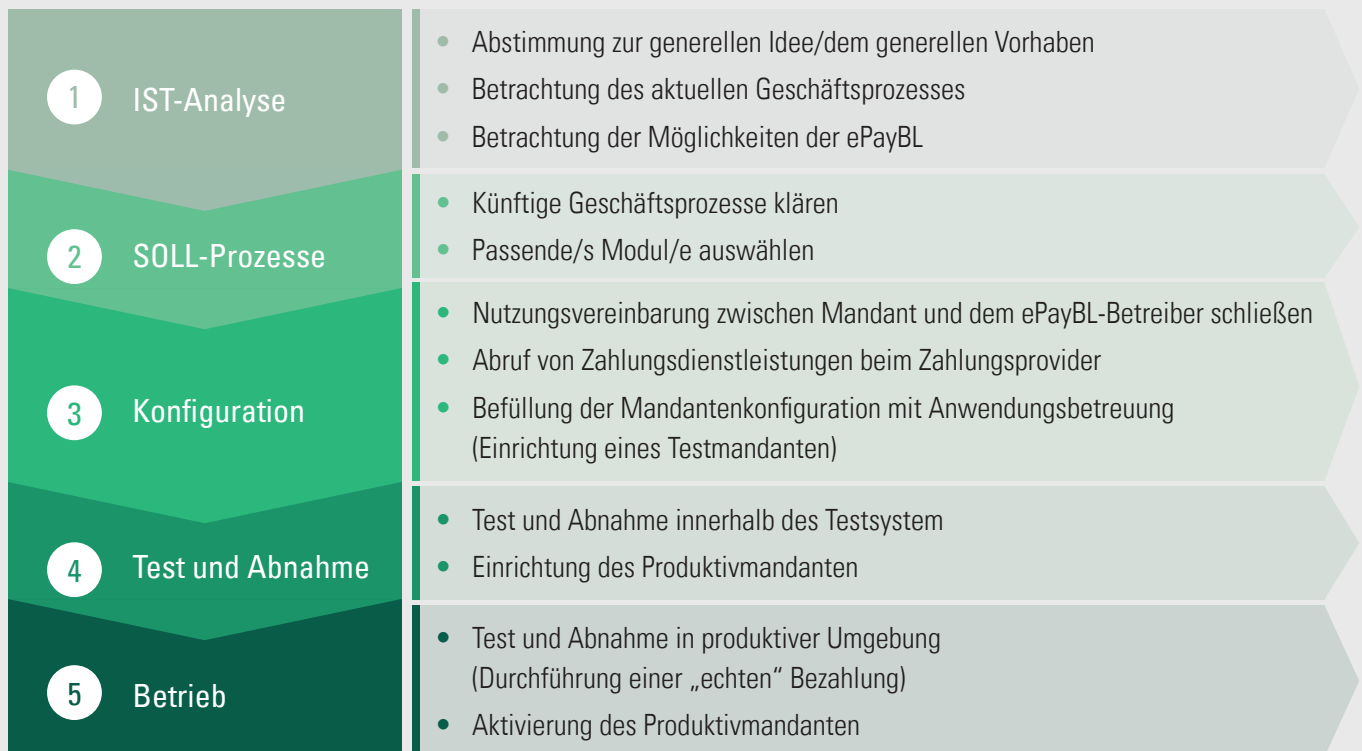 1 IST-Analyse
• Abstimmung zur generellen Idee/dem generellen Vorhaben
• Betrachtung des aktuellen Geschäftsprozesses
• Betrachtung der Möglichkeiten der ePayBL
2 SOLL-Prozesse
• Künftige Geschäftsprozesse klären
• Passende/s Modul/e auswählen
3 Konfiguration
• Nutzungsvereinbarung zwischen Mandant und dem ePayBL-Betreiber schließen
• Abruf von Zahlungsdienstleistungen beim Zahlungsprovider
• Befüllung der Mandantenkonfiguration mit Anwendungsbetreuung
(Einrichtung eines Testmandanten)
4 Test und Abnahme
• Test und Abnahme innerhalb des Testsystem
• Einrichtung des Produktivmandanten
5 Betrieb
• Test und Abnahme in produktiver Umgebung
(Durchführung einer „echten“ Bezahlung)
• Aktivierung des Produktivmandanten